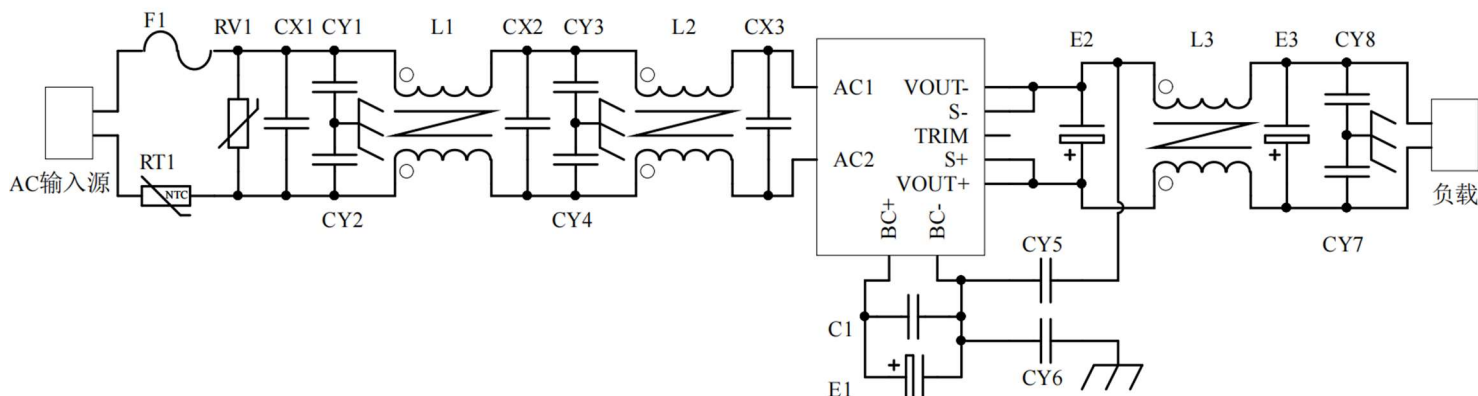 F1
RV1 CX1 CY1 L1 CX2 CY3 L2 CX3
E2 L3 E3 CY8
AC1 VOUT-
S-
TRIM
AC2 S+
VOUT+
RT1
NTC
AC输入源
负载
CY2 CY4
BC+ BC-
CY5
CY7
C1
+
+
+
CY6
E1